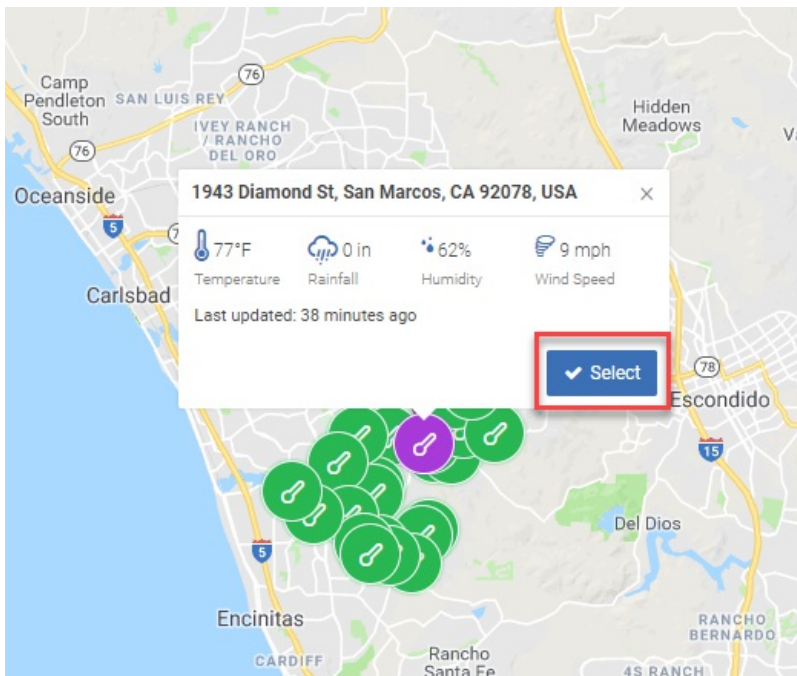 76
Camp
Pendleton
South
SAN LUIS REY
Hidden
Meadows
IVEY RANCH
/ RANCHO
DEL ORO
76
Oceanside
5
1943 Diamond St, San Marcos, CA 92078, USA
77°F
0 in
62%
9 mph
Temperature
Rainfall
Humidity
Wind Speed
Carlsbad
Last updated: 38 minutes ago
Select
78
Escondido
15
Del Dios
5
Encinitas
RANCHO
BERNARDO
CARDIFF
Rancho
Santa Fe
4S RANCH